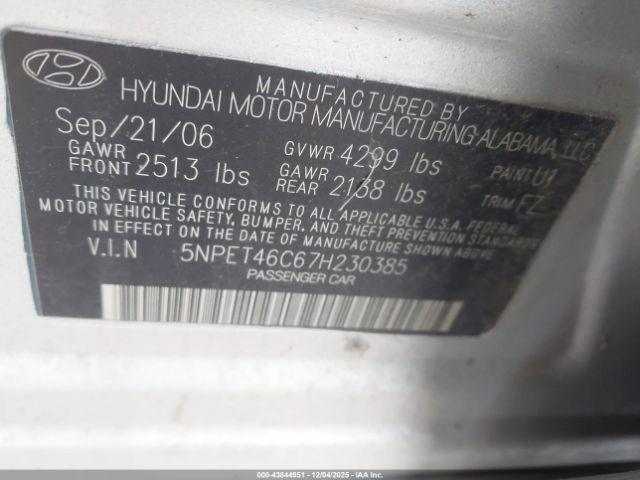 MANUFACTURED BY
HYUNDAI MOTOR MANUFACTURING ALABAMA, LLC
Sep/21/06 GVWR 4299 lbs PAINT U1
GAWR FRONT 2513 lbs GAWR REAR 2138 lbs TRIM FZ
THIS VEHICLE CONFORMS TO ALL APPLICABLE U.S.A. FEDERAL
MOTOR VEHICLE SAFETY, BUMPER, AND THEFT PREVENTION STANDARDS
IN EFFECT ON THE DATE OF MANUFACTURE SHOWN ABOVE.
V.I.N 5NPET46C67H230385
PASSENGER CAR
000-43844951 | 12/04/2025 - COPART.COM